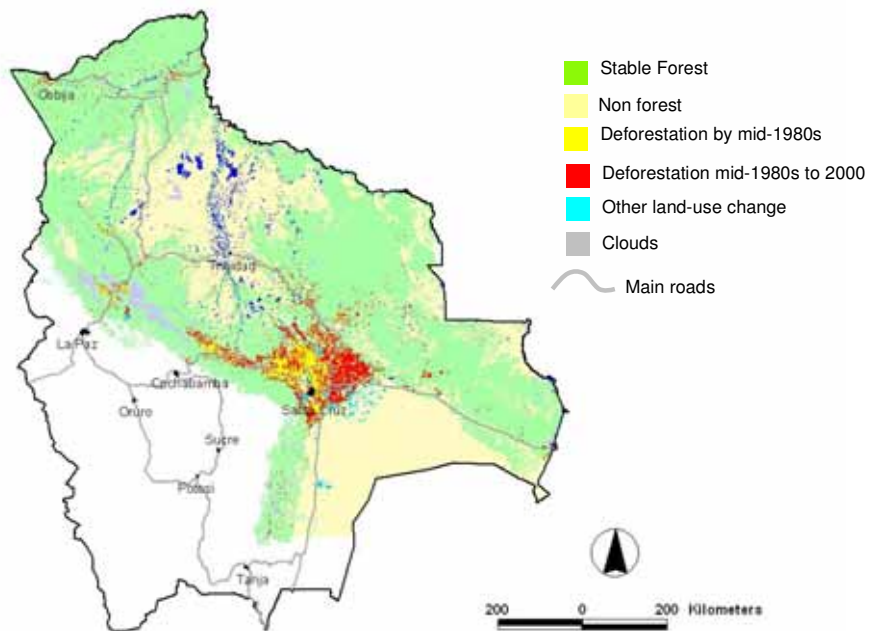 Stable Forest
Non forest
Deforestation by mid-1980s
Deforestation mid-1980s to 2000
Other land-use change
Clouds
Main roads
Cobija
Trinidad
La Paz
Cochabamba
Oruro
Santa Cruz
Sucre
Potosi
Tarija
200 0 200 Kilometers